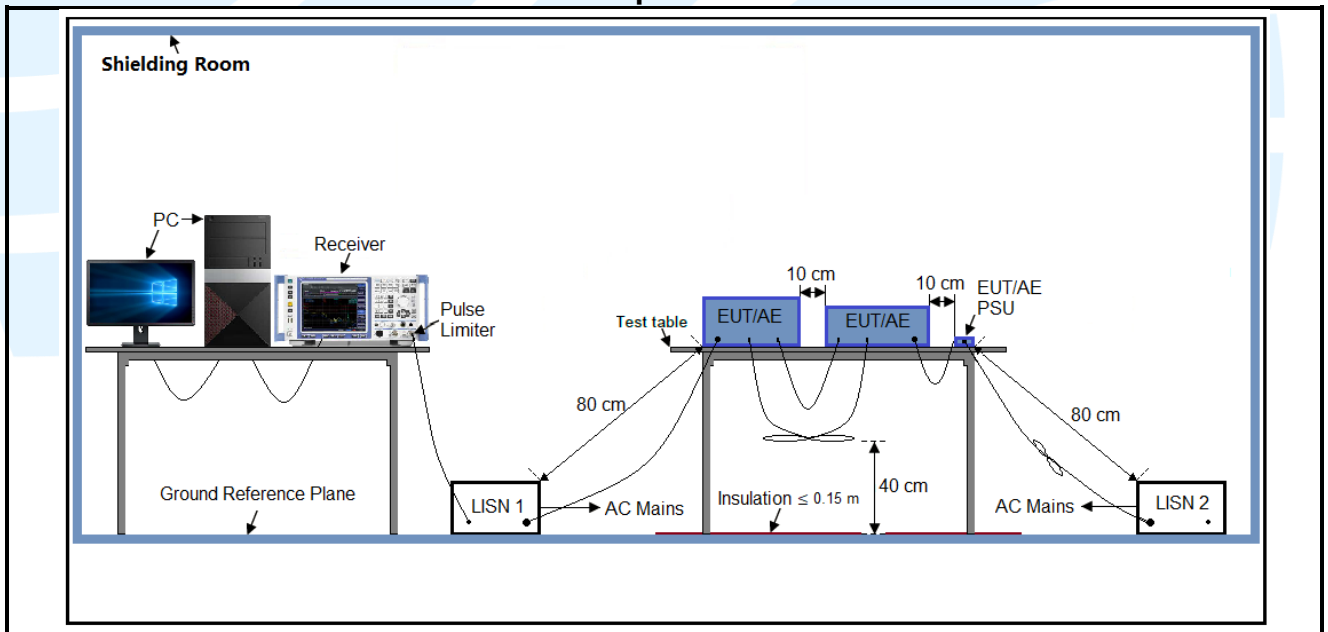 Shielding Room
PC
Receiver
Pulse
Limiter
10 cm
10 cm
EUT/AE
PSU
Test table
EUT/AE
EUT/AE
80 cm
80 cm
40 cm
Ground Reference Plane
LISN 1
AC Mains
Insulation ≤ 0.15 m
AC Mains
LISN 2